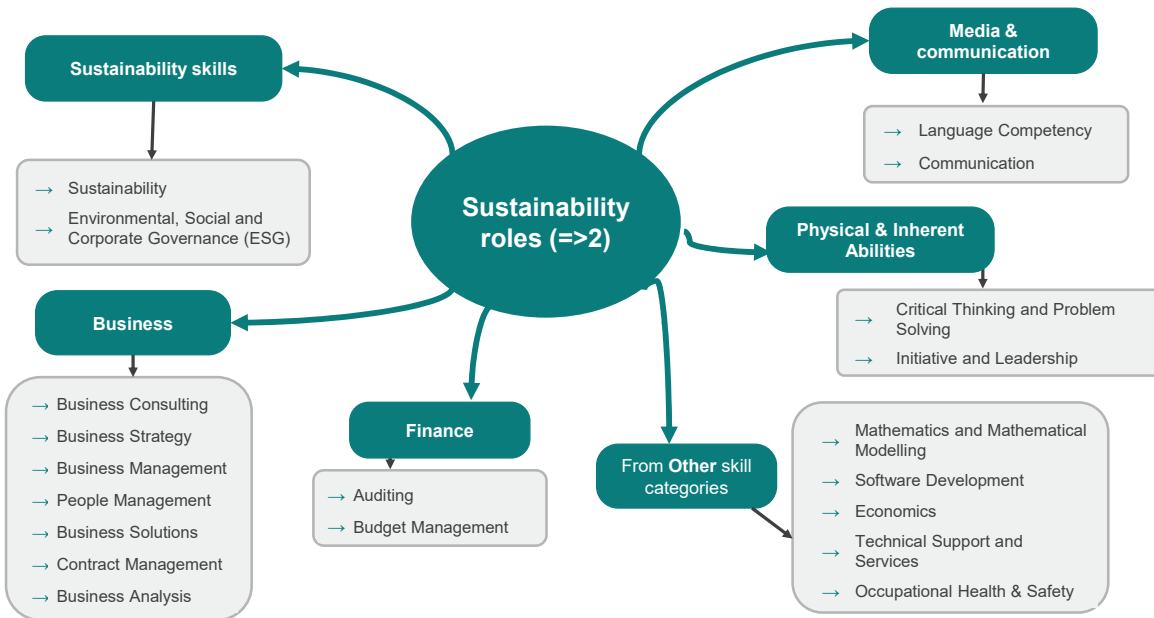 Sustainability skills
→ Sustainability
→ Environmental, Social and
Corporate Governance (ESG)
Media &
communication
→ Language Competency
→ Communication
Sustainability
roles (=>2)
Physical & Inherent
Abilities
→ Critical Thinking and Problem
Solving
→ Initiative and Leadership
Business
→ Business Consulting
→ Business Strategy
→ Business Management
→ People Management
→ Business Solutions
→ Contract Management
→ Business Analysis
Finance
→ Auditing
→ Budget Management
From Other skill
categories
→ Mathematics and Mathematical
Modelling
→ Software Development
→ Economics
→ Technical Support and
Services
→ Occupational Health & Safety